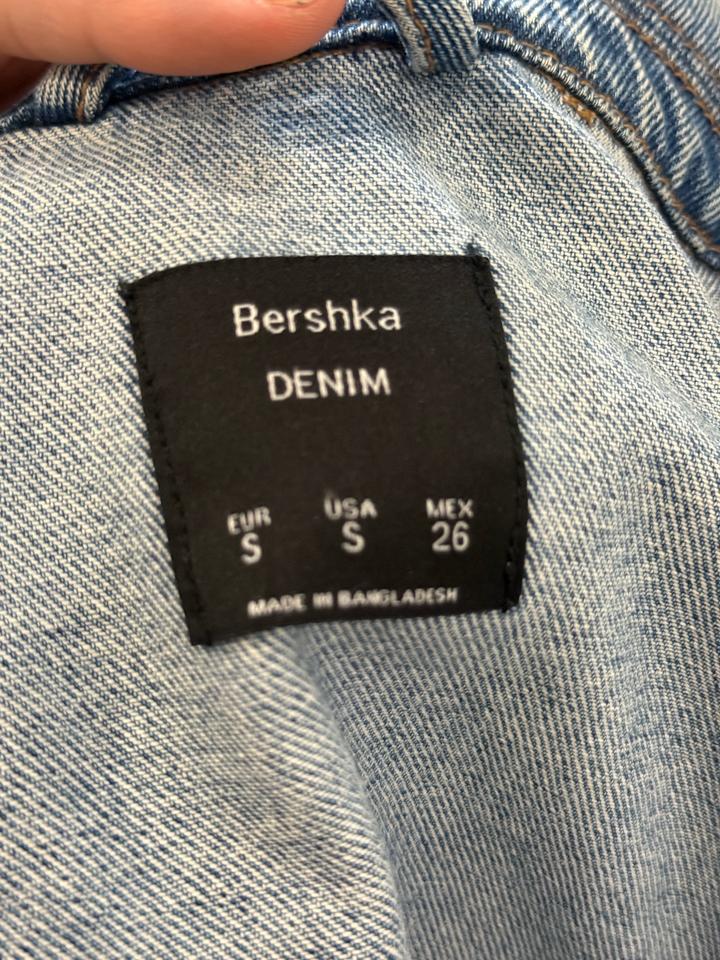 Bershka
DENIM
EUR USA MEX
S S 26
MADE IN BANGLADESH